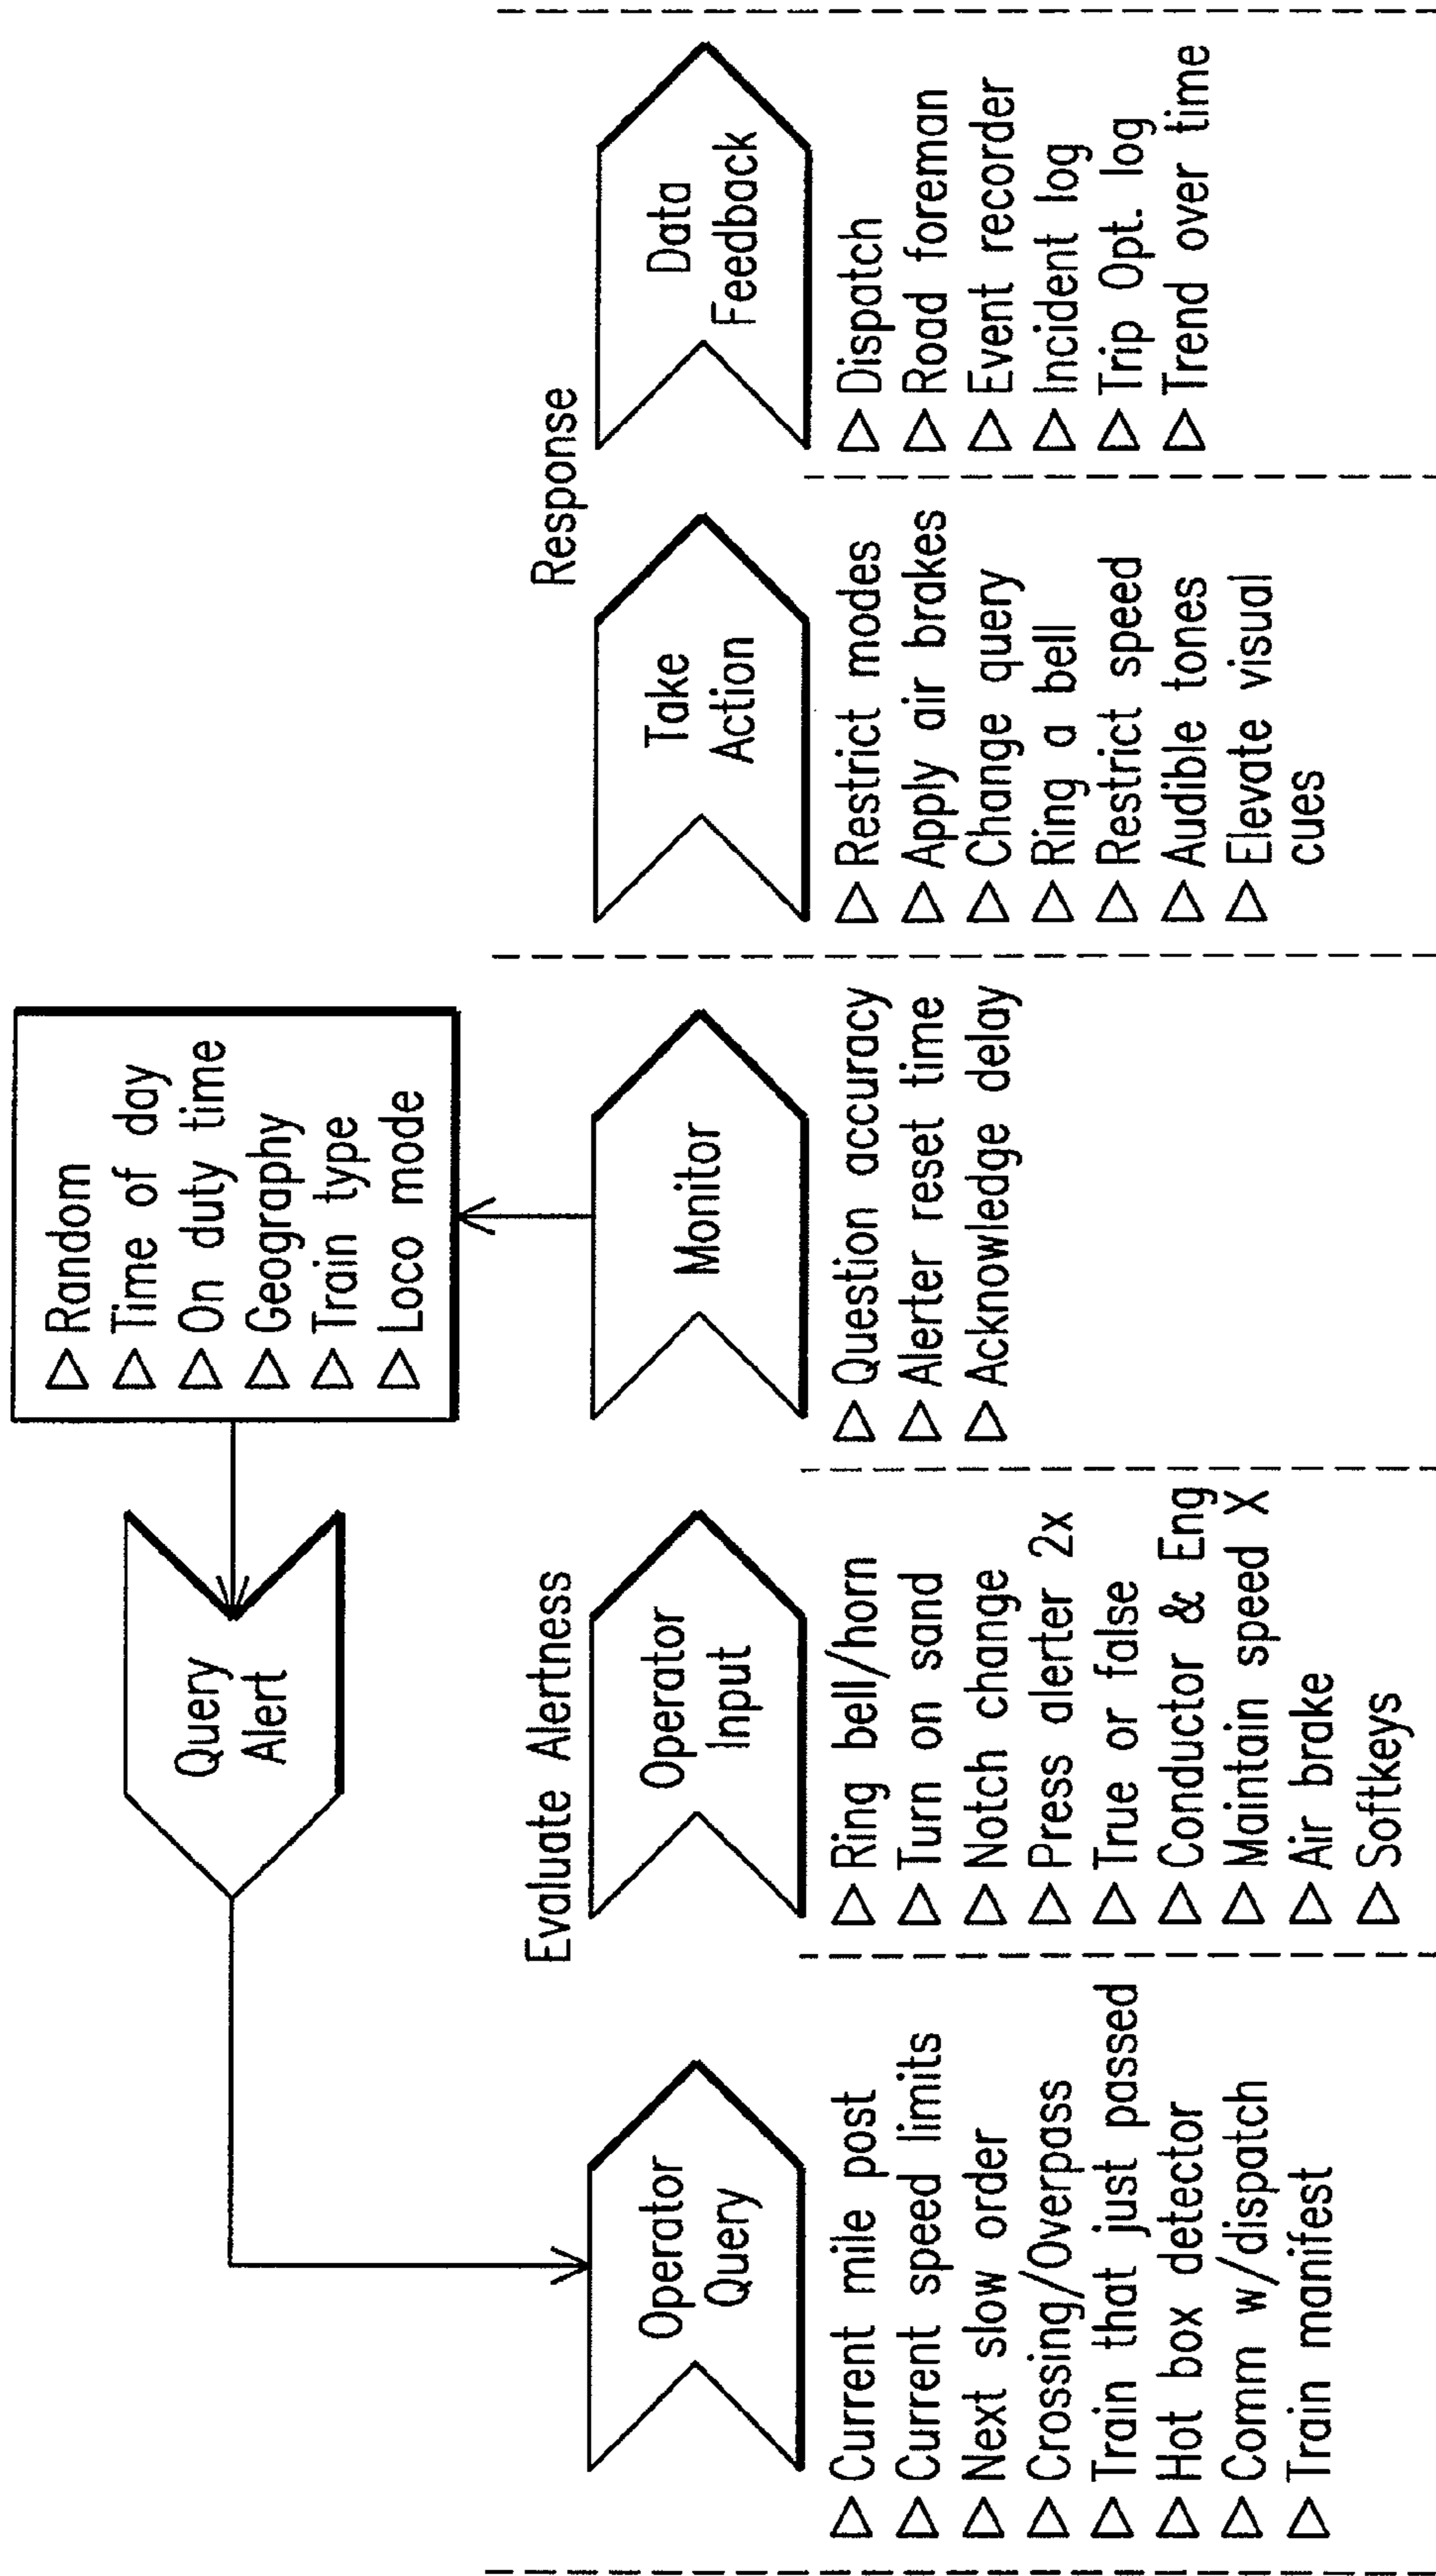 Query
Alert
▷ Random
▷ Time of day
▷ On duty time
▷ Geography
▷ Train type
▷ Loco mode
Evaluate Alertness
Response
Operator
Query
▷ Current mile post
▷ Current speed limits
▷ Next slow order
▷ Crossing/Overpass
▷ Train that just passed
▷ Hot box detector
▷ Comm w/dispatch
▷ Train manifest
Operator
Input
▷ Ring bell/horn
▷ Turn on sand
▷ Notch change
▷ Press alerter 2x
▷ True or false
▷ Conductor & Eng
▷ Maintain speed X
▷ Air brake
▷ Softkeys
Monitor
▷ Question accuracy
▷ Alerter reset time
▷ Acknowledge delay
Take
Action
▷ Restrict modes
▷ Apply air brakes
▷ Change query
▷ Ring a bell
▷ Restrict speed
▷ Audible tones
▷ Elevate visual
cues
Data
Feedback
▷ Dispatch
▷ Road foreman
▷ Event recorder
▷ Incident log
▷ Trip Opt. log
▷ Trend over time